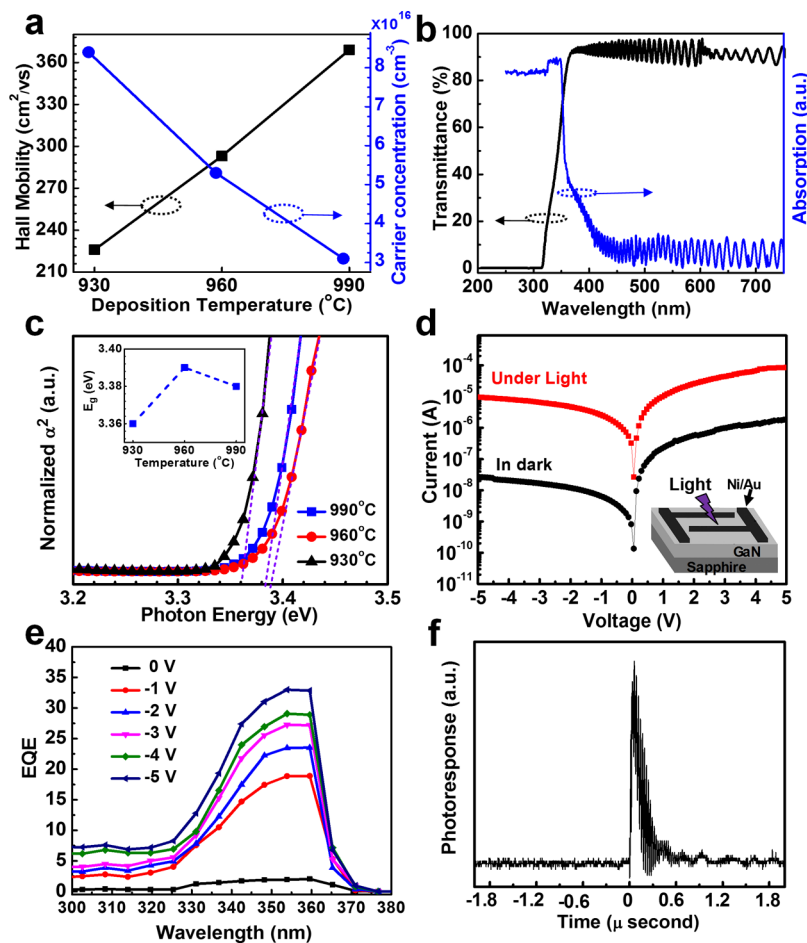 a
×10^16
Hall Mobility (cm^2/vs)
360
330
300
270
240
210
8
7
6
5
4
3
Carrier concentration (cm^-3)
930
960
990
Deposition Temperature (°C)
b
Transmittance (%)
100
80
60
40
20
0
Absorption (a.u.)
200
300
400
500
600
700
Wavelength (nm)
c
Normalized α^2 (a.u.)
E_g (eV)
3.40
3.38
3.36
930
960
990
Temperature (°C)
990°C
960°C
930°C
3.2
3.3
3.4
3.5
Photon Energy (eV)
d
Current (A)
10^-4
10^-5
10^-6
10^-7
10^-8
10^-9
10^-10
10^-11
Under Light
In dark
Light
Ni/Au
GaN
Sapphire
-5 -4 -3 -2 -1 0 1 2 3 4 5
Voltage (V)
e
EQE
40
35
30
25
20
15
10
5
0
0 V
-1 V
-2 V
-3 V
-4 V
-5 V
300 310 320 330 340 350 360 370 380
Wavelength (nm)
f
Photoresponse (a.u.)
-1.8 -1.2 -0.6 0 0.6 1.2 1.8
Time (μ second)